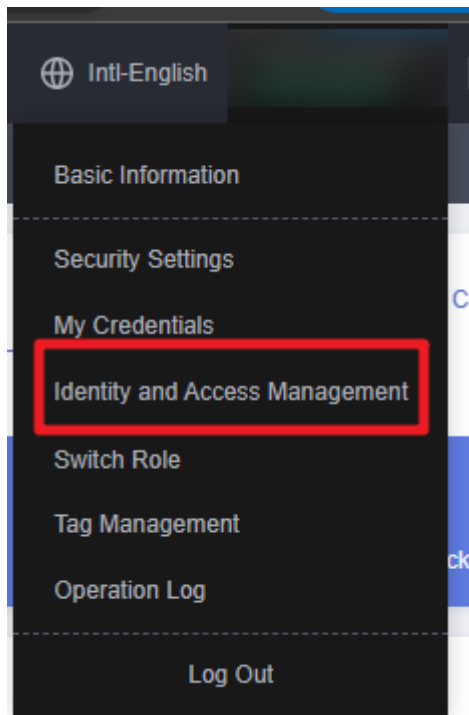 Intl-English
Basic Information
Security Settings
C
My Credentials
Identity and Access Management
Switch Role
Tag Management
ck
Operation Log
Log Out